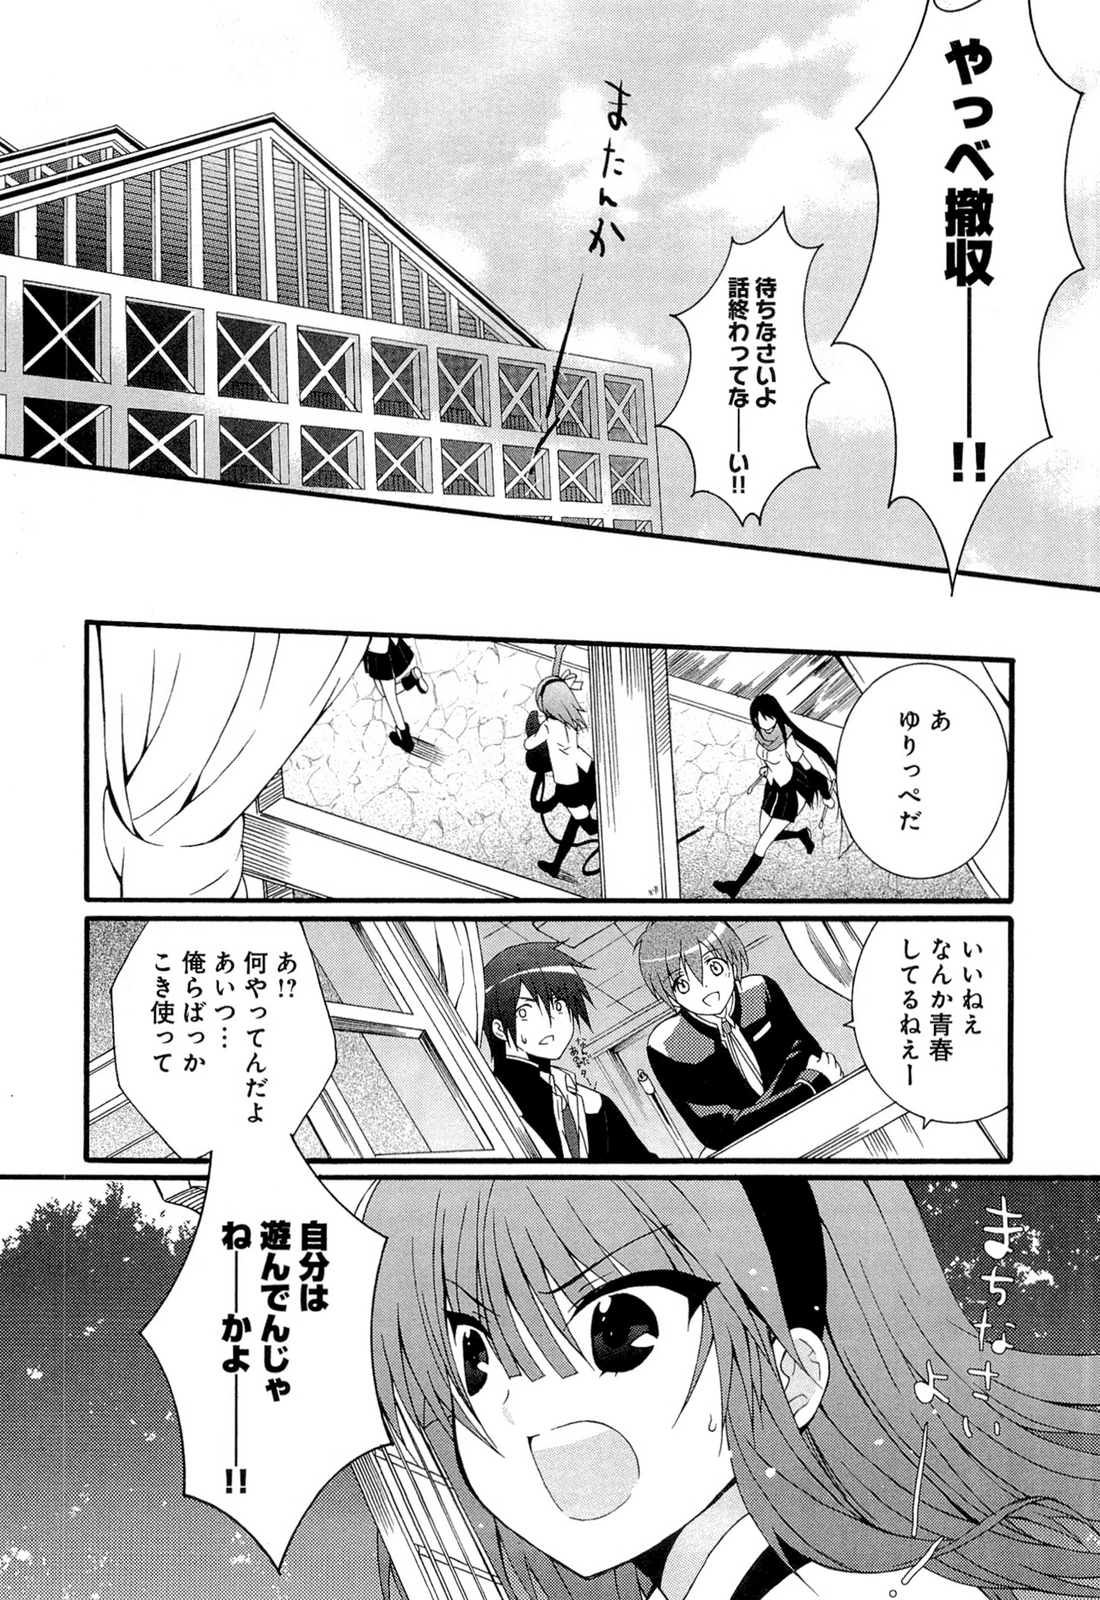 やっべ撤収――――!!
待ちなさいよ
話終わってな――い!!
またんか
あ
ゆりっぺだ
いいねえ
なんか青春
してるねえー
あ!?
何やってんだよ
あいつ…
俺らばっか
こき使って
まちなさい
よぃ
自分は
遊んでんじゃ
ね――かよ――――!!